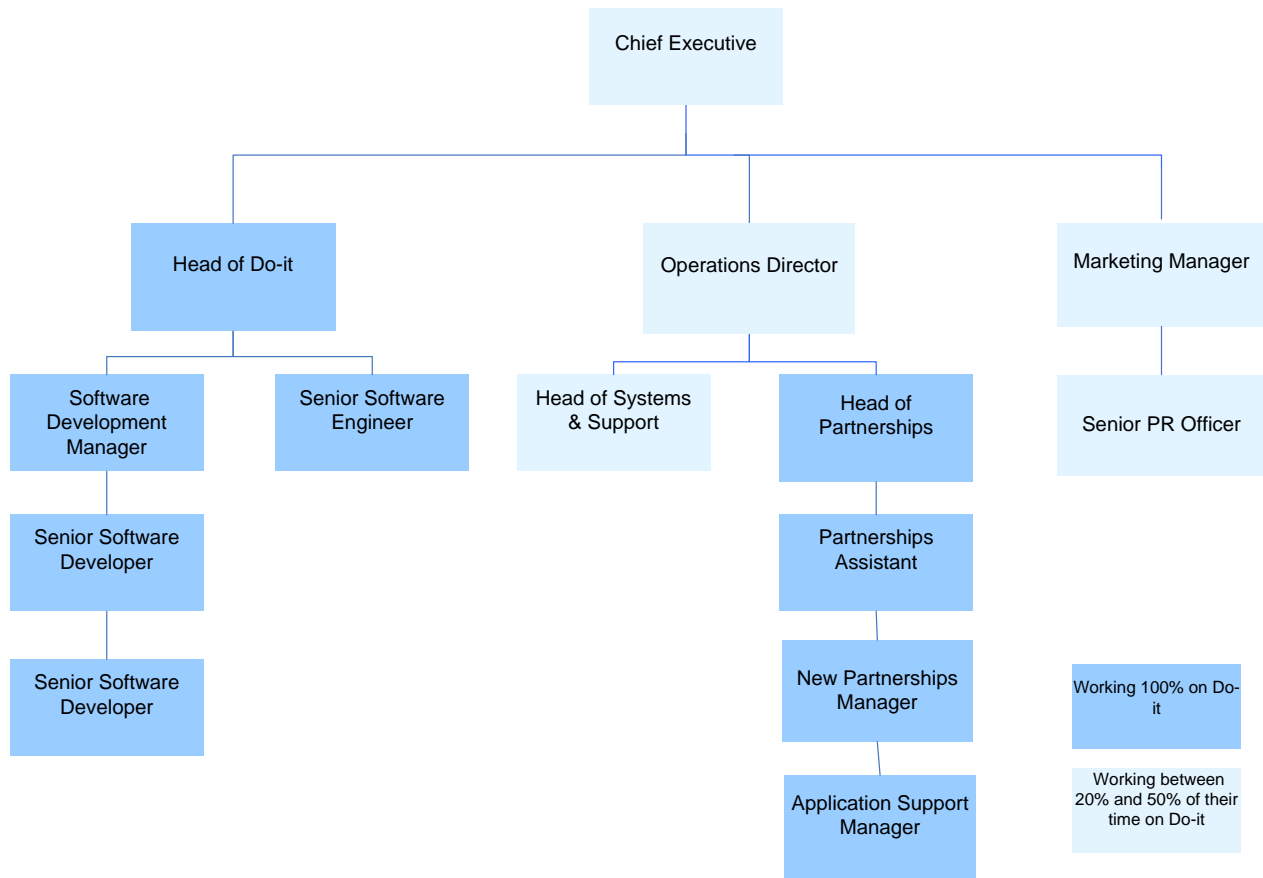 Chief Executive
Head of Do-it
Operations Director
Marketing Manager
Software
Development
Manager
Senior Software
Engineer
Head of Systems
& Support
Head of
Partnerships
Senior PR Officer
Senior Software
Developer
Partnerships
Assistant
Senior Software
Developer
New Partnerships
Manager
Working 100% on Do-
it
Application Support
Manager
Working between
20% and 50% of their
time on Do-it